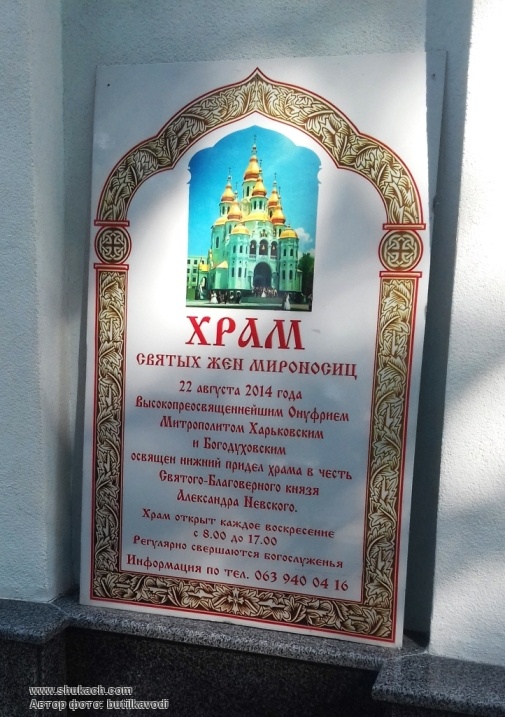 ХРАМ
СВЯТЫХ ЖЕН МИРОНОСИЦ
22 августа 2014 года
Высокопреосвященнейшим Онуфрием
Митрополитом Харьковским
и Богодуховским
освящен нижний придел храма в честь
Святого-Благоверного князя
Александра Невского.
Храм открыт каждое воскресение
с 8.00 до 17.00
Регулярно свершаются богослуженья
Информация по тел. 063 940 04 16
www.shukach.com
Автор фото: butilkavodi